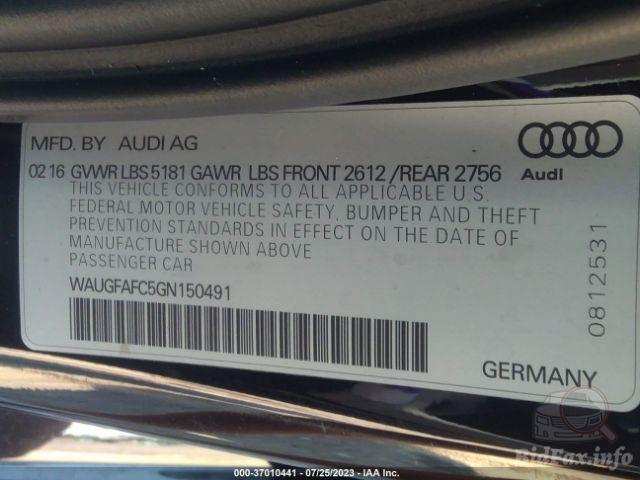 MFD. BY AUDI AG
02 16 GVWR LBS 5181 GAWR LBS FRONT 2612 /REAR 2756
THIS VEHICLE CONFORMS TO ALL APPLICABLE U.S.
FEDERAL MOTOR VEHICLE SAFETY, BUMPER AND THEFT
PREVENTION STANDARDS IN EFFECT ON THE DATE OF
MANUFACTURE SHOWN ABOVE
PASSENGER CAR
WAUGFAFC5GN150491
Audi
0812531
GERMANY
BidFax.info
000-37010441 - 07/25/2023 - IAA Inc.